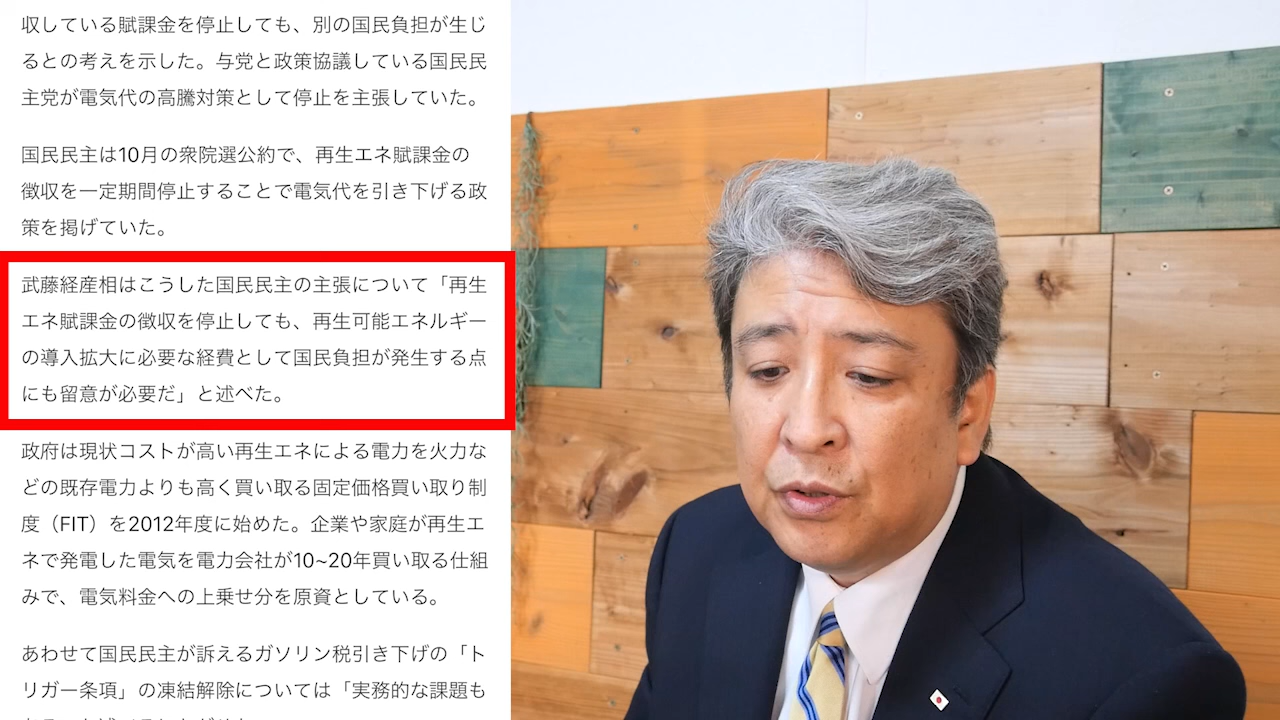 収している賦課金を停止しても、別の国民負担が生じ
るとの考えを示した。与党と政策協議している国民民
主党が電気代の高騰対策として停止を主張していた。
国民民主は10月の衆院選公約で、再生エネ賦課金の
徴収を一定期間停止することで電気代を引き下げる政
策を掲げていた。
武藤経産相はこうした国民民主の主張について「再生
エネ賦課金の徴収を停止しても、再生可能エネルギー
の導入拡大に必要な経費として国民負担が発生する点
にも留意が必要だ」と述べた。
政府は現状コストが高い再生エネによる電力を火力な
どの既存電力よりも高く買い取る固定価格買い取り制
度（FIT）を2012年度に始めた。企業や家庭が再生エ
ネで発電した電気を電力会社が10~20年買い取る仕組
みで、電気料金への上乗せ分を原資としている。
あわせて国民民主が訴えるガソリン税引き下げの「ト
リガー条項」の凍結解除については「実務的な課題も